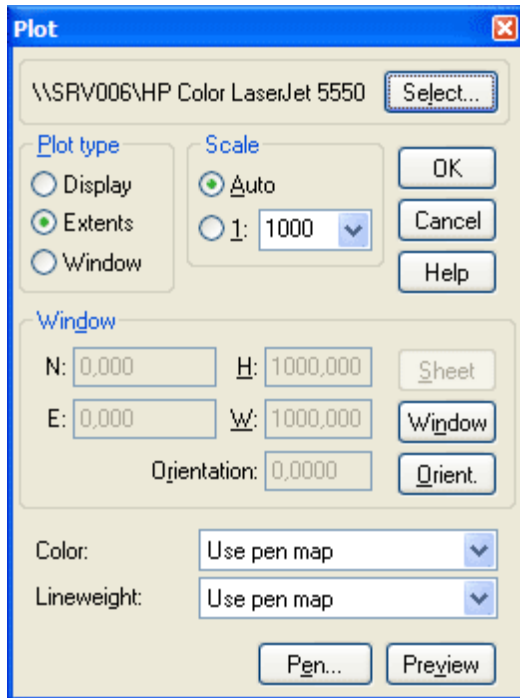 Plot
\\SRV006\HP Color LaserJet 5550 Select...
Plot type
Display
Extents
Window
Scale
Auto
1: 1000
OK
Cancel
Help
Window
N: 0,000 H: 1000,000 Sheet
E: 0,000 W: 1000,000 Window
Orientation: 0,0000 Orient.
Color: Use pen map
Lineweight: Use pen map
Pen... Preview